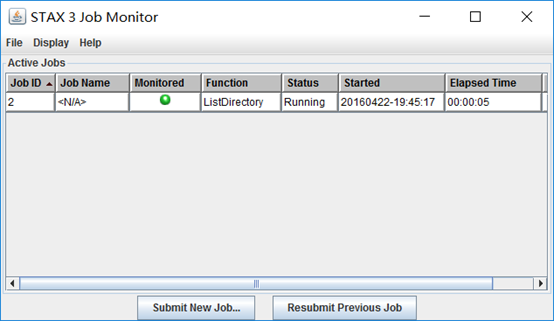 STAX 3 Job Monitor
File Display Help
Active Jobs
Job ID Job Name Monitored Function Status Started Elapsed Time
2 <N/A> ListDirectory Running 20160422-19:45:17 00:00:05
Submit New Job... Resubmit Previous Job